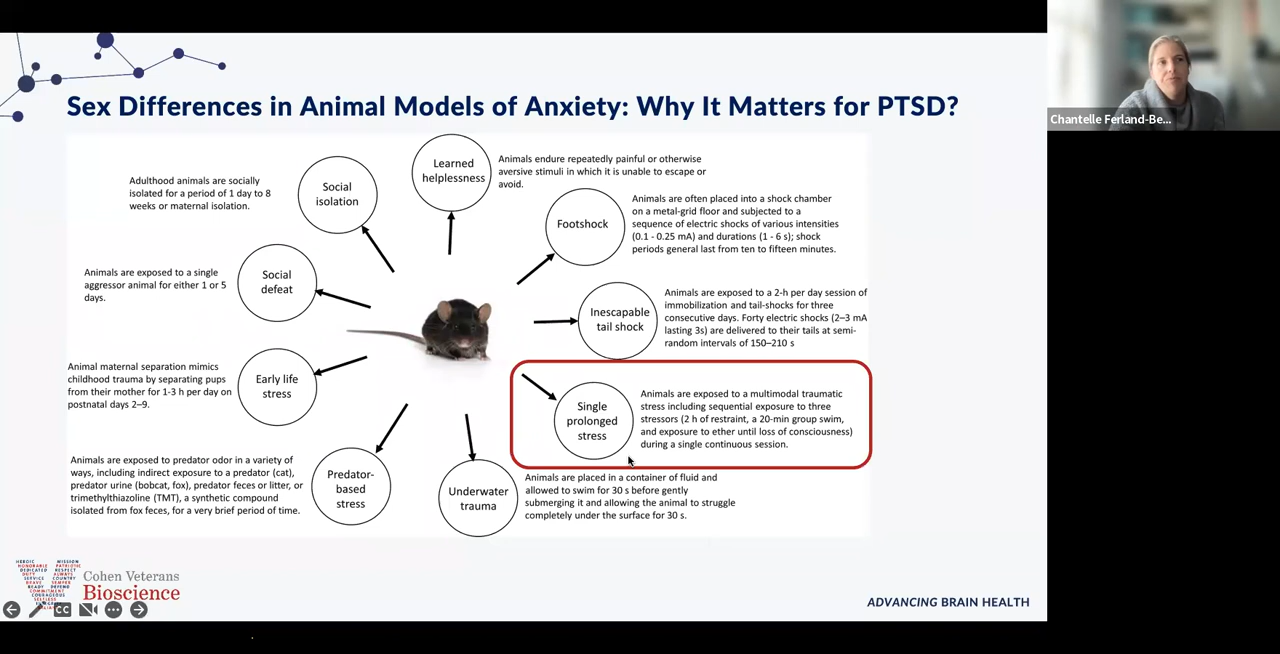 Sex Differences in Animal Models of Anxiety: Why It Matters for PTSD?
Chantelle Ferland-Be...
Learned
helplessness
Animals endure repeatedly painful or otherwise
aversive stimuli in which it is unable to escape or
avoid.
Adulthood animals are socially
isolated for a period of 1 day to 8
weeks or maternal isolation.
Social
isolation
Footshock
Animals are often placed into a shock chamber
on a metal-grid floor and subjected to a
sequence of electric shocks of various intensities
(0.1 - 0.25 mA) and durations (1 - 6 s); shock
periods general last from ten to fifteen minutes.
Animals are exposed to a single
aggressor animal for either 1 or 5
days.
Social
defeat
Inescapable
tail shock
Animals are exposed to a 2-h per day session of
immobilization and tail-shocks for three
consecutive days. Forty electric shocks (2–3 mA
lasting 3s) are delivered to their tails at semi-
random intervals of 150–210 s
Animal maternal separation mimics
childhood trauma by separating pups
from their mother for 1-3 h per day on
postnatal days 2–9.
Early life
stress
Single
prolonged
stress
Animals are exposed to a multimodal traumatic
stress including sequential exposure to three
stressors (2 h of restraint, a 20-min group swim,
and exposure to ether until loss of consciousness)
during a single continuous session.
Animals are exposed to predator odor in a variety of
ways, including indirect exposure to a predator (cat),
predator urine (bobcat, fox), predator feces or litter, or
trimethylthiazoline (TMT), a synthetic compound
isolated from fox feces, for a very brief period of time.
Predator-
based
stress
Underwater
trauma
Animals are placed in a container of fluid and
allowed to swim for 30 s before gently
submerging it and allowing the animal to struggle
completely under the surface for 30 s.
Cohen Veterans
Bioscience
CC
ADVANCING BRAIN HEALTH